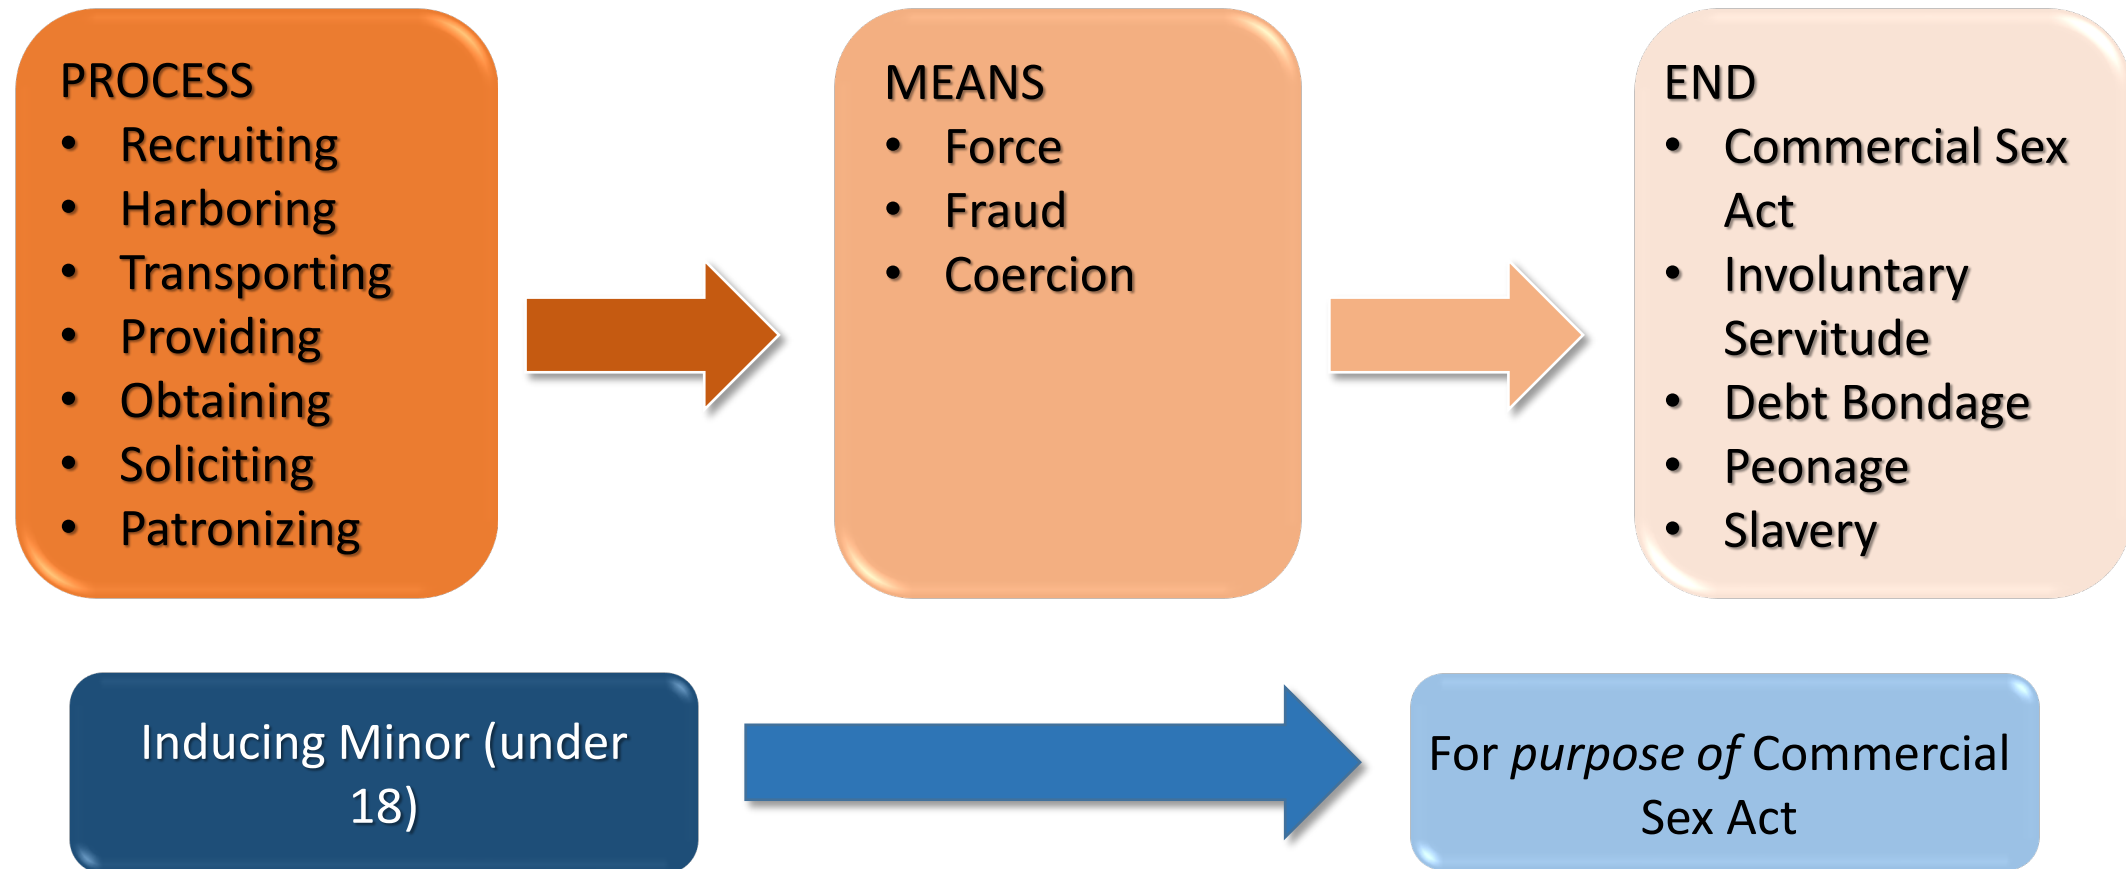 PROCESS
• Recruiting
• Harboring
• Transporting
• Providing
• Obtaining
• Soliciting
• Patronizing
MEANS
• Force
• Fraud
• Coercion
END
• Commercial Sex
Act
• Involuntary
Servitude
• Debt Bondage
• Peonage
• Slavery
Inducing Minor (under
18)
For purpose of Commercial
Sex Act